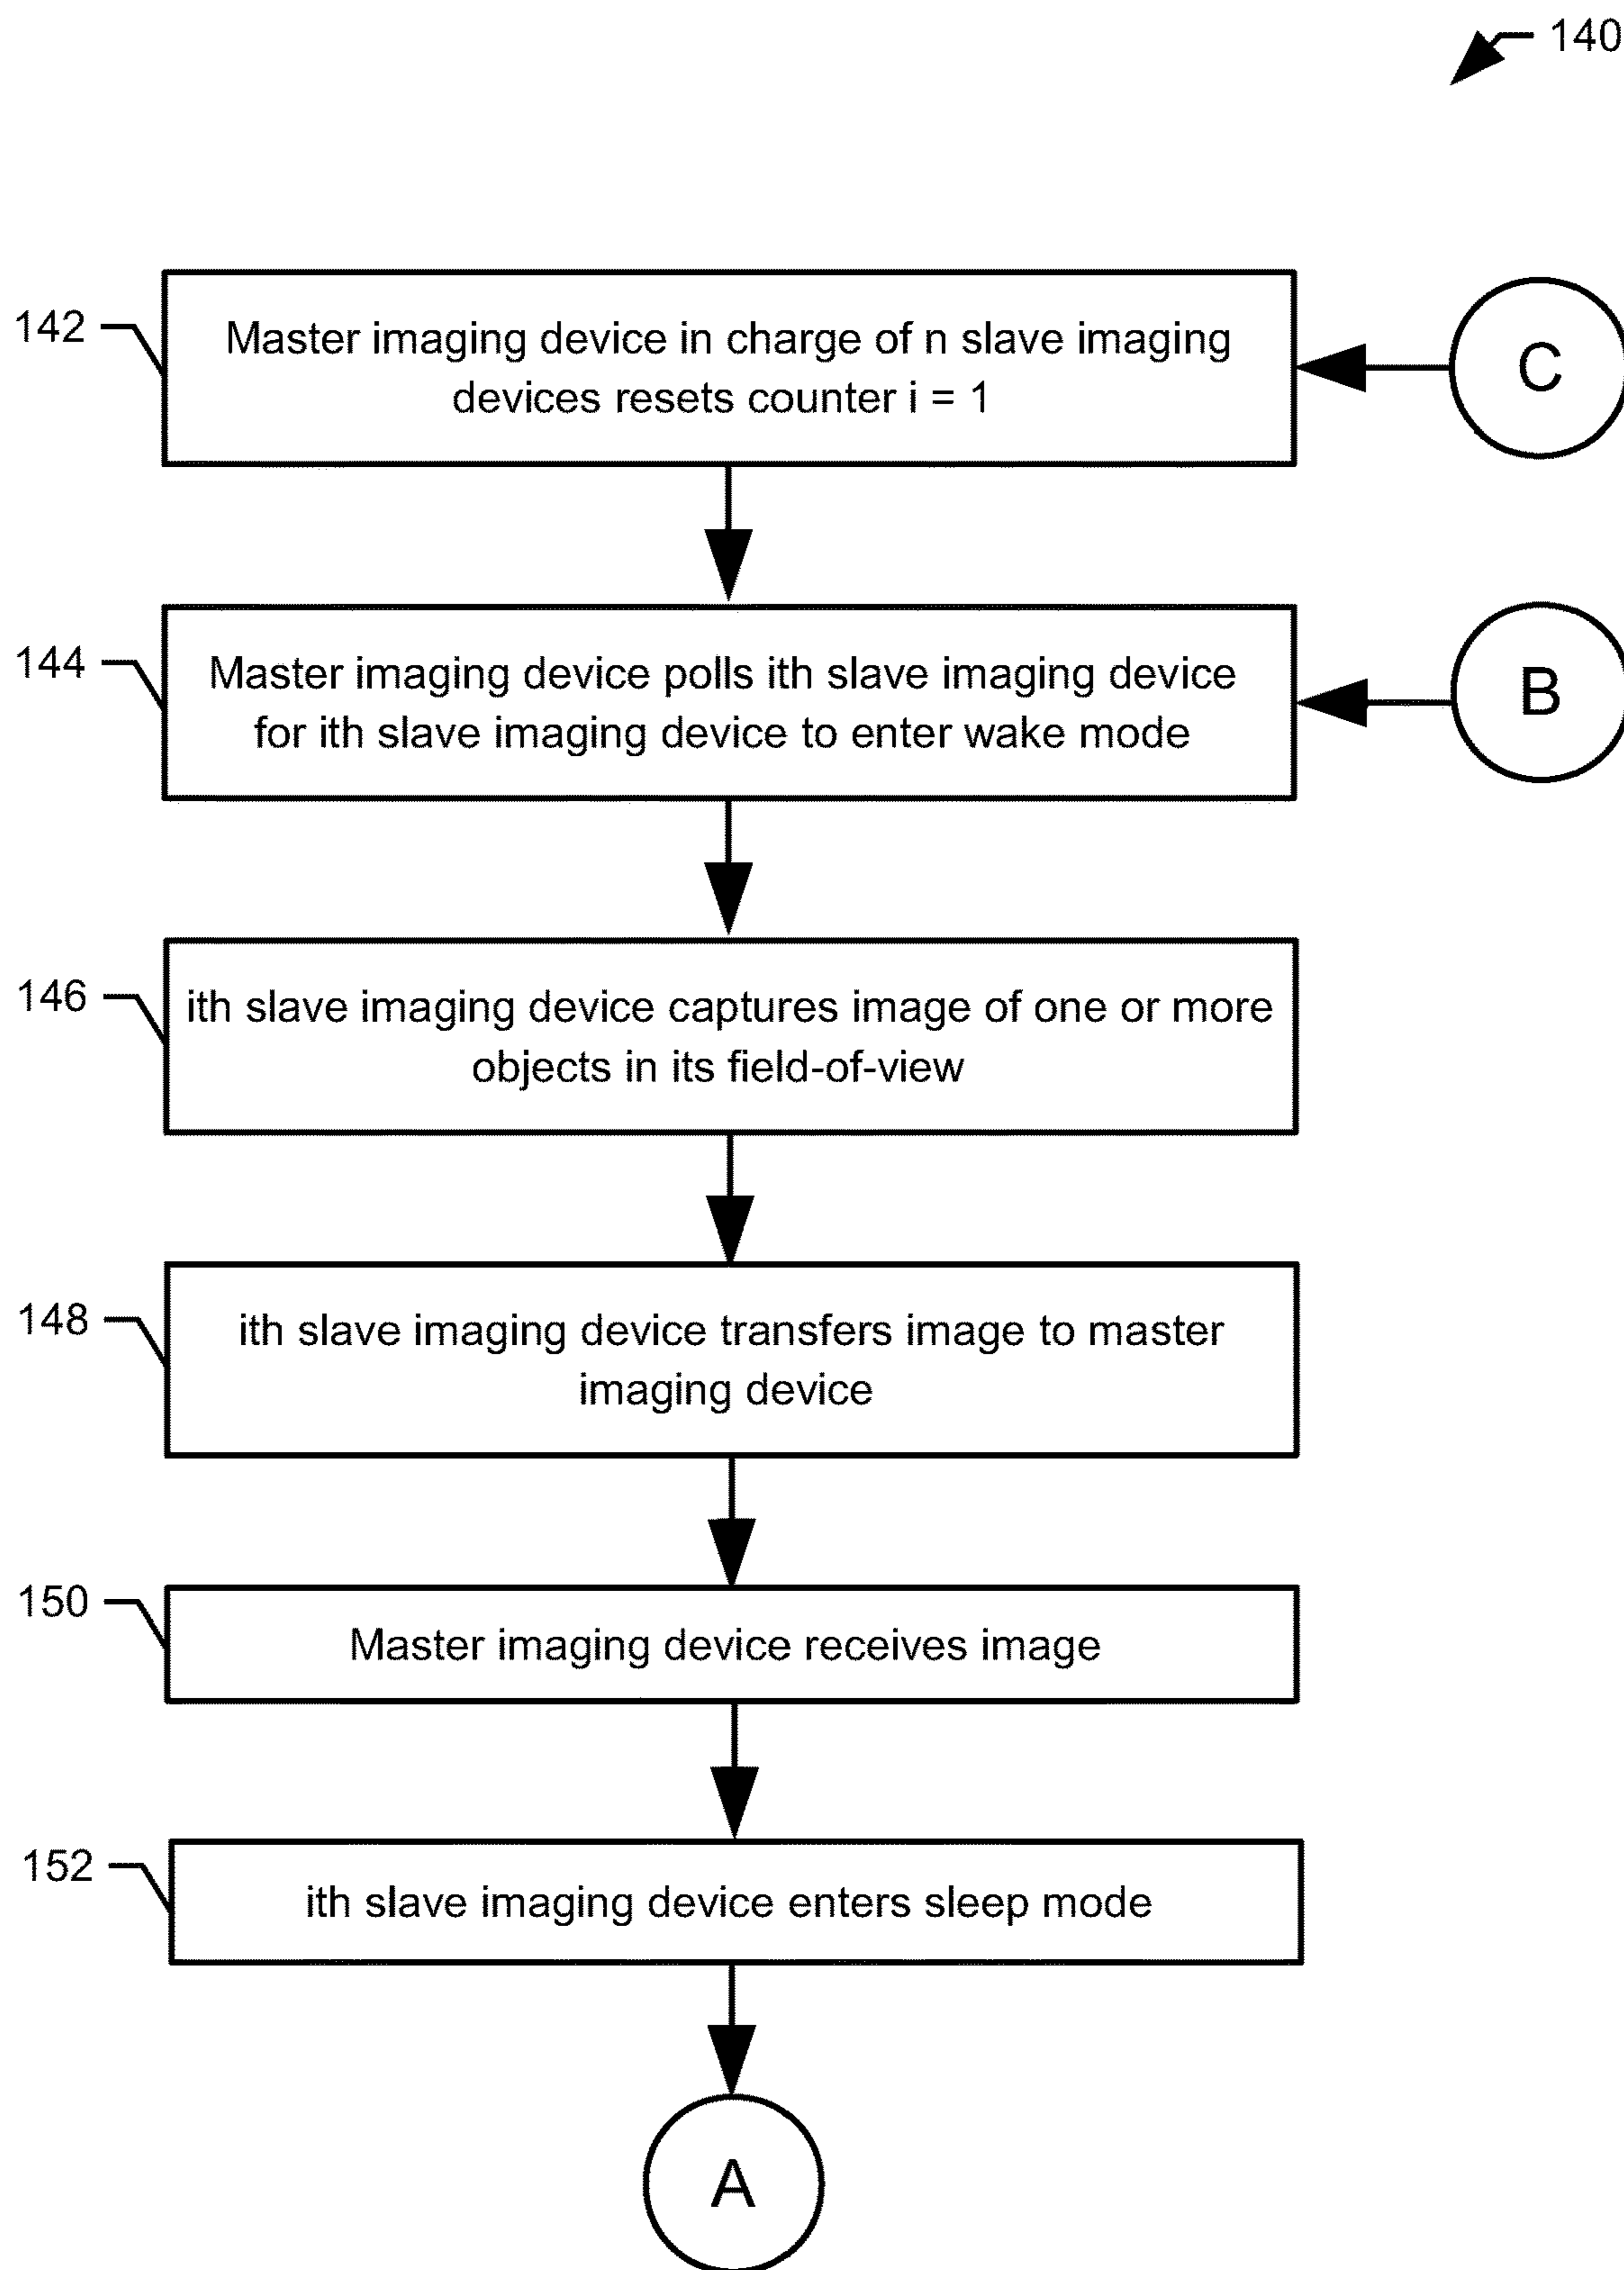 140
142
Master imaging device in charge of n slave imaging
devices resets counter i = 1
C
144
Master imaging device polls ith slave imaging device
for ith slave imaging device to enter wake mode
B
146
ith slave imaging device captures image of one or more
objects in its field-of-view
148
ith slave imaging device transfers image to master
imaging device
150
Master imaging device receives image
152
ith slave imaging device enters sleep mode
A